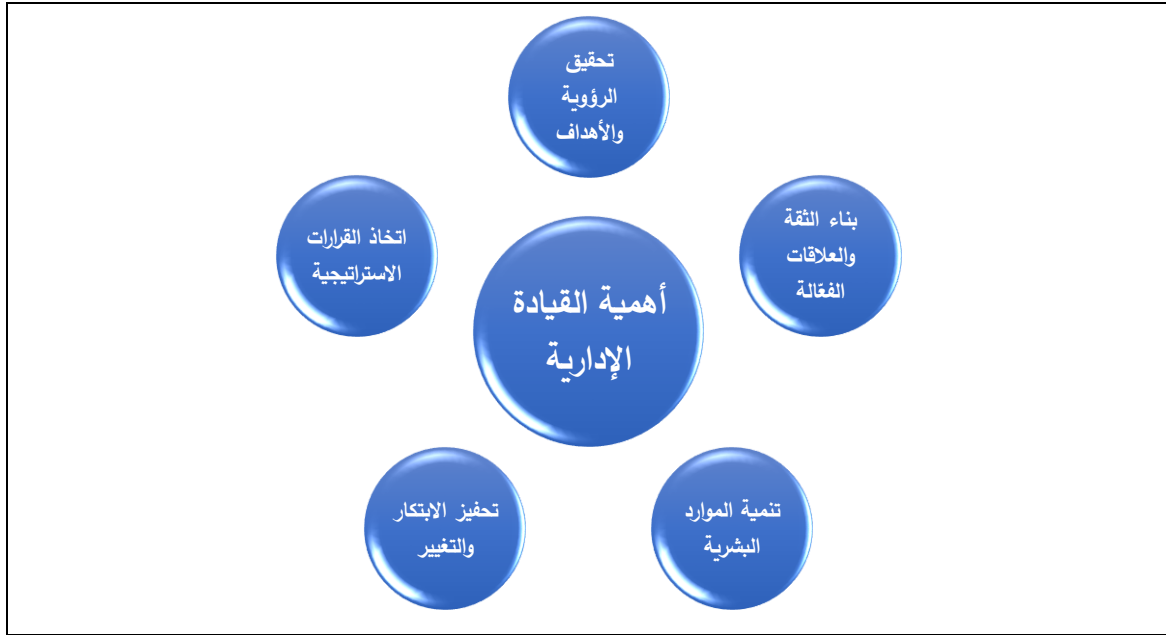 تحقيق
الرؤوية
والأهداف
بناء الثقة
والعلاقات
الفعّالة
اتخاذ القرارات
الاستراتيجية
أهمية القيادة
الإدارية
تنمية الموارد
البشرية
تحفيز الابتكار
والتغيير